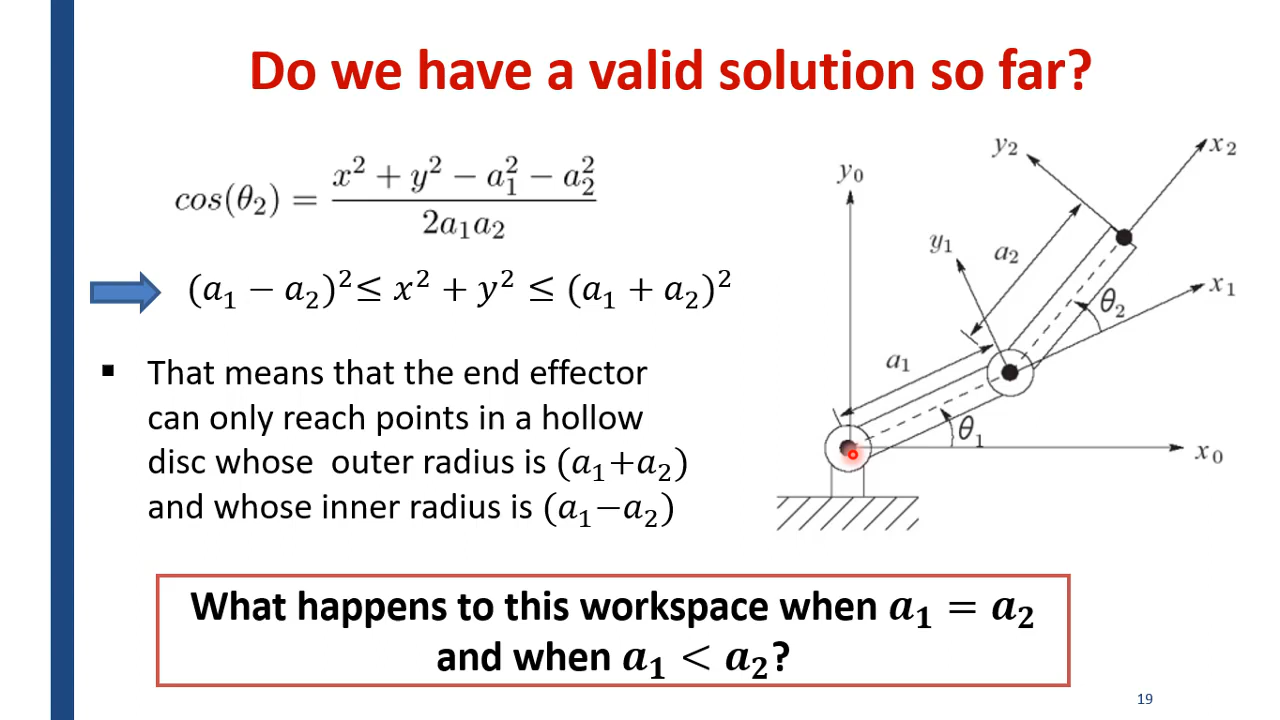 Do we have a valid solution so far?
cos(θ₂) = (x² + y² − a₁² − a₂²) / (2a₁a₂)
(a₁ − a₂)² ≤ x² + y² ≤ (a₁ + a₂)²
▪ That means that the end effector
can only reach points in a hollow
disc whose outer radius is (a₁+a₂)
and whose inner radius is (a₁−a₂)
y₀
y₂
x₂
y₁
a₂
x₁
θ₂
a₁
θ₁
x₀
What happens to this workspace when a₁ = a₂
and when a₁ < a₂?
19